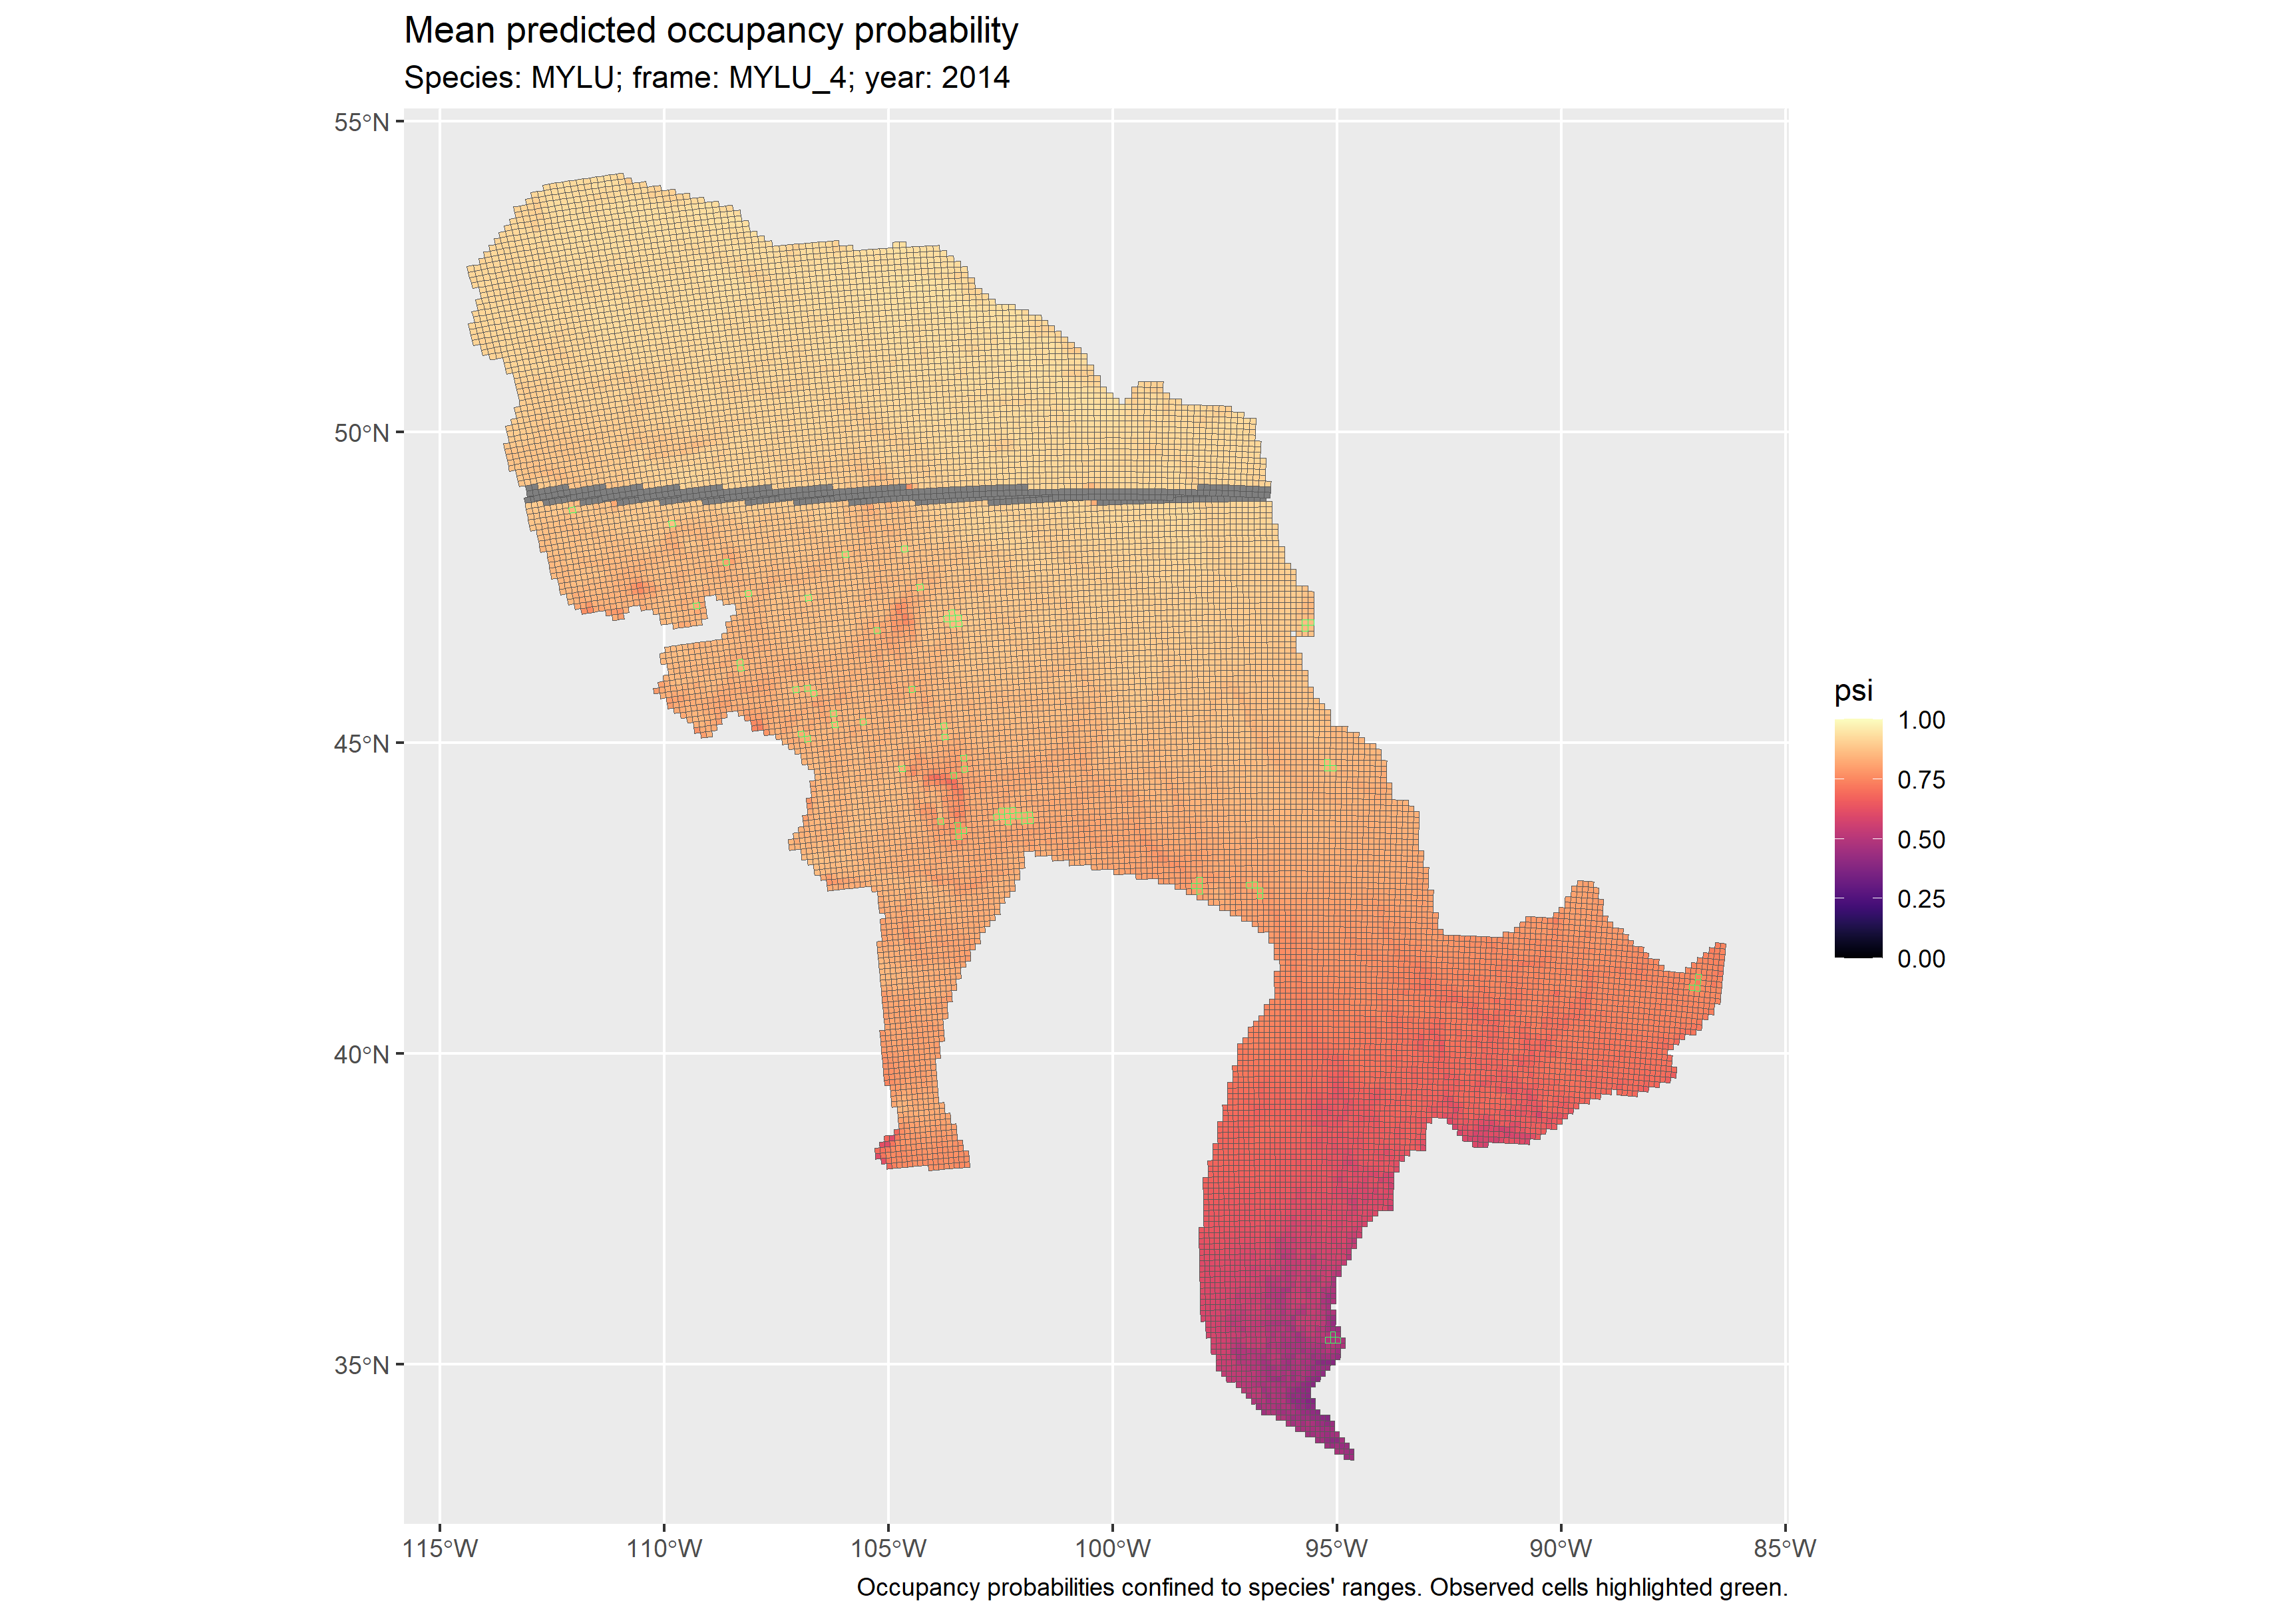 Mean predicted occupancy probability
Species: MYLU; frame: MYLU_4; year: 2014
55°N
50°N
45°N
40°N
35°N
115°W
110°W
105°W
100°W
95°W
90°W
85°W
psi
1.00
0.75
0.50
0.25
0.00
Occupancy probabilities confined to species' ranges. Observed cells highlighted green.